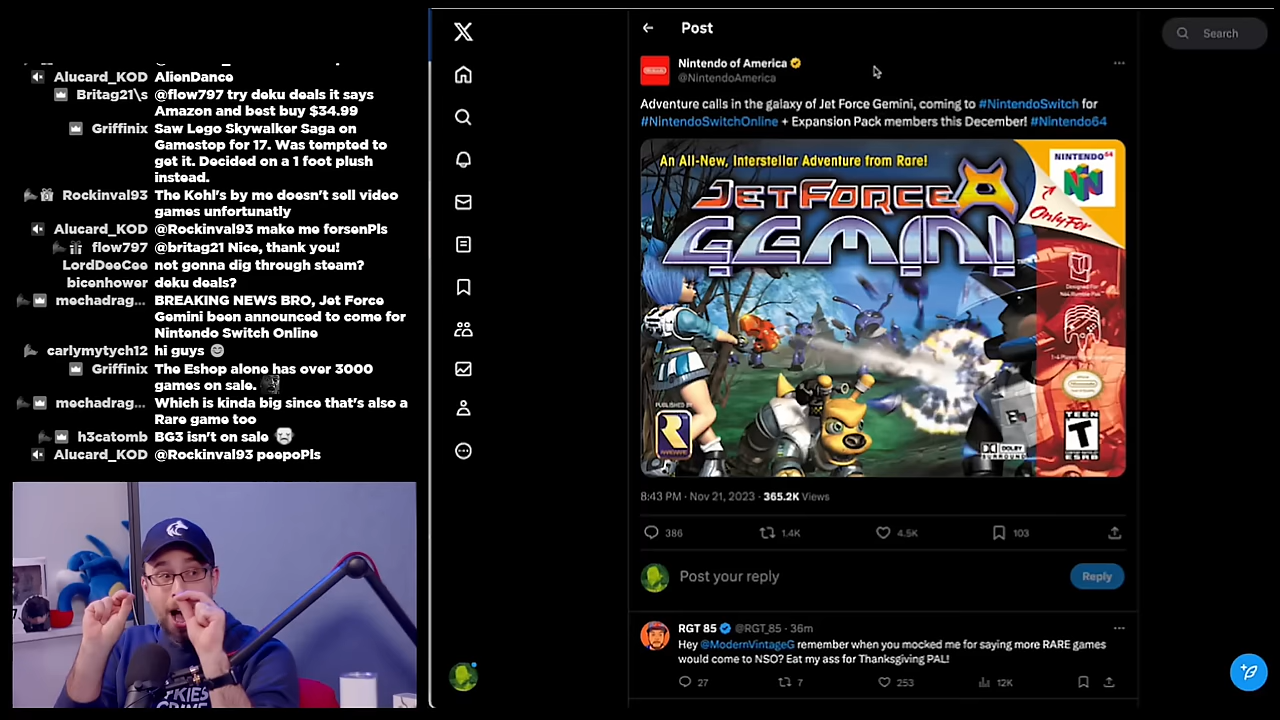 Alucard_KOD AlienDance
Britag21\s @flow797 try deku deals it says
Amazon and best buy $34.99
Griffinix Saw Lego Skywalker Saga on
Gamestop for 17. Was tempted to
get it. Decided on a 1 foot plush
instead.
Rockinval93 The Kohl's by me doesn't sell video
games unfortunatly
Alucard_KOD @Rockinval93 make me forsenPls
flow797 @britag21 Nice, thank you!
LordDeeCee not gonna dig through steam?
bicenhower deku deals?
mechadrag... BREAKING NEWS BRO, Jet Force
Gemini been announced to come for
Nintendo Switch Online
carlymytych12 hi guys
Griffinix The Eshop alone has over 3000
games on sale.
mechadrag... Which is kinda big since that's also a
Rare game too
h3catomb BG3 isn't on sale
Alucard_KOD @Rockinval93 peepoPls
Post
Search
Nintendo of America
@NintendoAmerica
Adventure calls in the galaxy of Jet Force Gemini, coming to #NintendoSwitch for
#NintendoSwitchOnline + Expansion Pack members this December! #Nintendo64
An All-New, Interstellar Adventure from Rare!
NINTENDO64
JET FORCE
GEMINI
Only For
PUBLISHED BY
R
DOLBY
SURROUND
TEEN
T
ESRB
8:43 PM · Nov 21, 2023 · 365.2K Views
386 1.4K 4.5K 103
Post your reply
Reply
RGT 85 @RGT_85 · 36m
Hey @ModernVintageG remember when you mocked me for saying more RARE games
would come to NSO? Eat my ass for Thanksgiving PAL!
27 7 253 12K